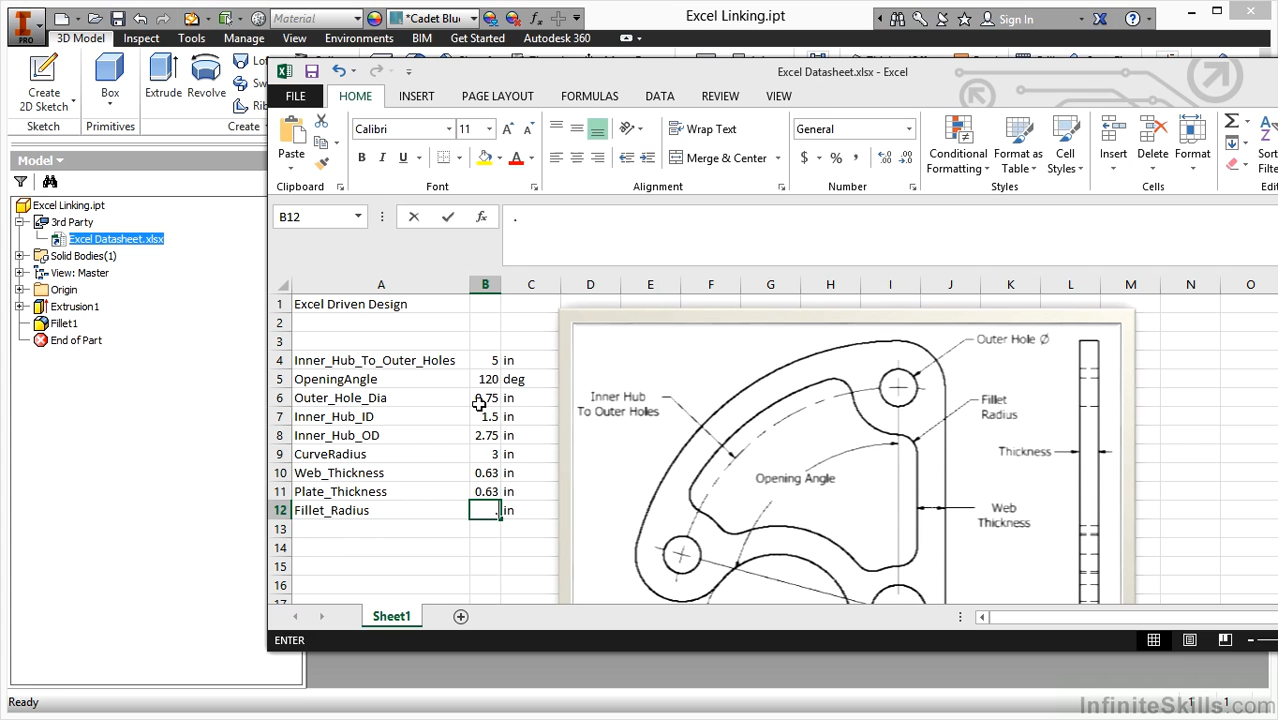 Material
*Cadet Blue
Excel Linking.ipt
Sign In
PRO
3D Model
Inspect
Tools
Manage
View
Environments
BIM
Get Started
Autodesk 360
Create
2D Sketch
Box
Extrude
Revolve
Sketch
Primitives
Create
Excel Datasheet.xlsx - Excel
FILE
HOME
INSERT
PAGE LAYOUT
FORMULAS
DATA
REVIEW
VIEW
Paste
Calibri
11
Wrap Text
Merge & Center
General
Conditional
Formatting
Format as
Table
Cell
Styles
Insert
Delete
Format
Clipboard
Font
Alignment
Number
Styles
Cells
Model
Excel Linking.ipt
3rd Party
Excel Datasheet.xlsx
Solid Bodies(1)
View: Master
Origin
Extrusion1
Fillet1
End of Part
B12
.
A B C D E F G H I J K L M N O
1 Excel Driven Design
2
3
4 Inner_Hub_To_Outer_Holes 5 in
5 OpeningAngle 120 deg
6 Outer_Hole_Dia 0.75 in
7 Inner_Hub_ID 1.5 in
8 Inner_Hub_OD 2.75 in
9 CurveRadius 3 in
10 Web_Thickness 0.63 in
11 Plate_Thickness 0.63 in
12 Fillet_Radius . in
13
14
15
16
17
Outer Hole Ø
Inner Hub
To Outer Holes
Fillet
Radius
Thickness
Opening Angle
Web
Thickness
Sheet1
ENTER
Ready
1
1
InfiniteSkills.com